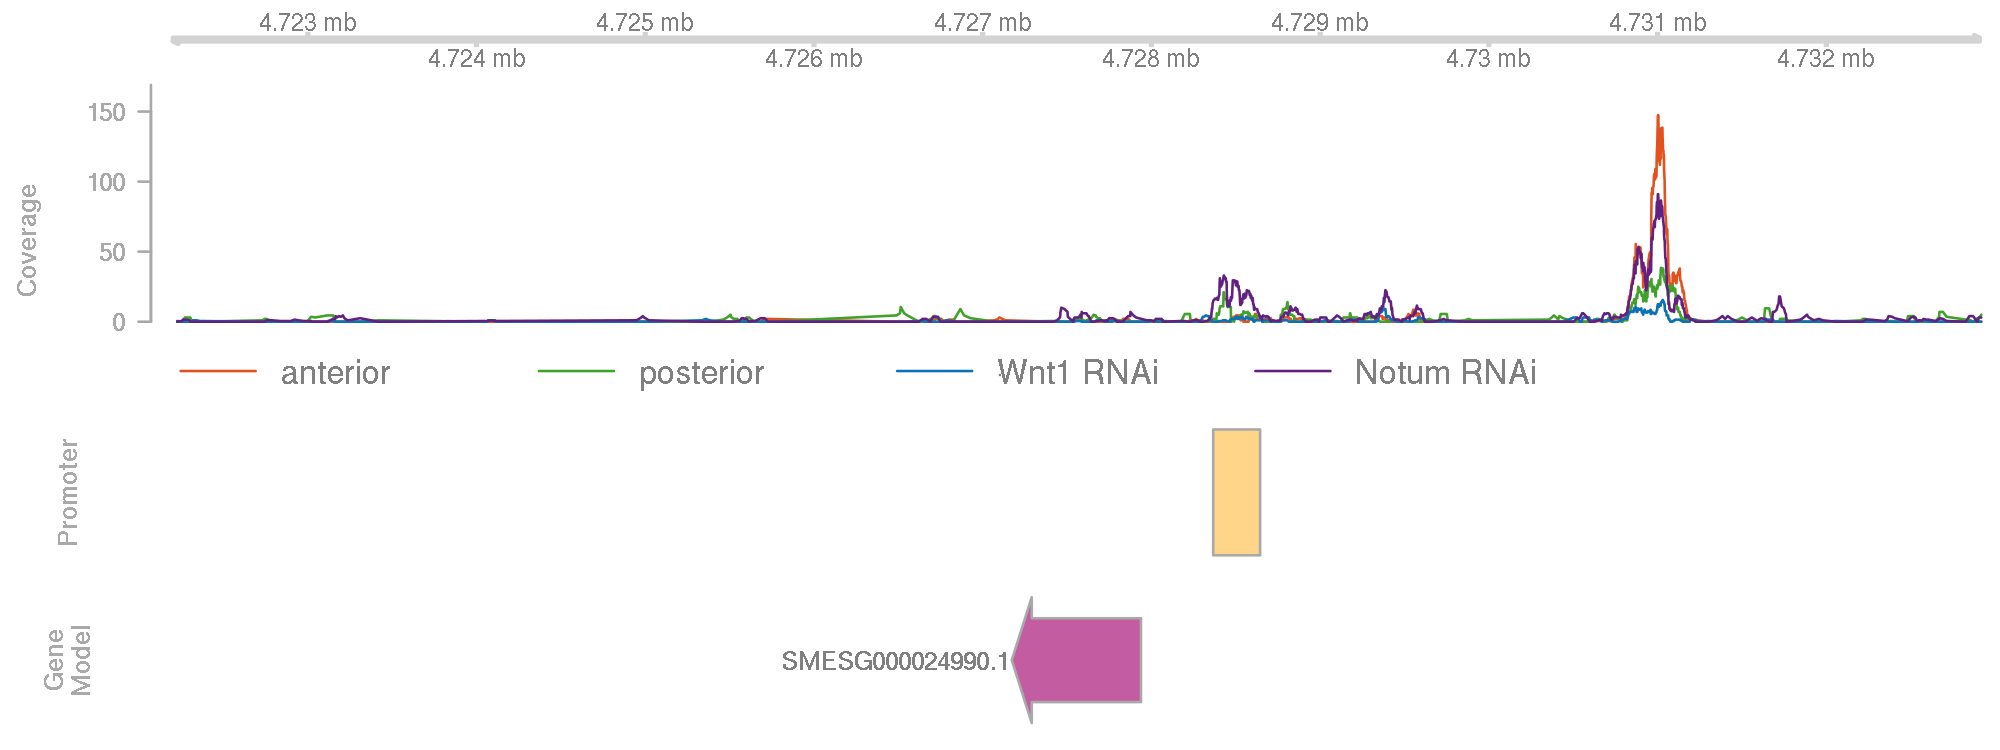 4.723 mb 4.725 mb 4.727 mb 4.729 mb 4.731 mb
4.724 mb 4.726 mb 4.728 mb 4.73 mb 4.732 mb
150
100
50
0
Coverage
anterior posterior Wnt1 RNAi Notum RNAi
Promoter
Gene
Model
SMESG000024990.1